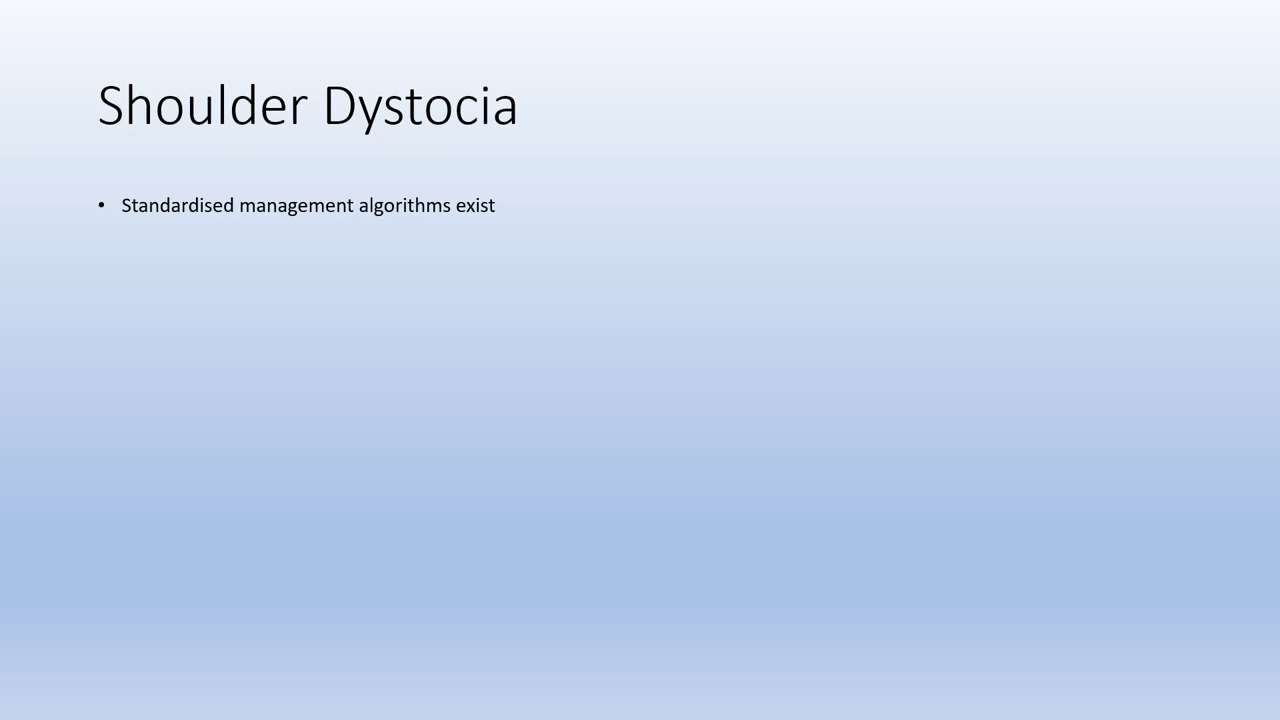 Shoulder Dystocia
• Standardised management algorithms exist